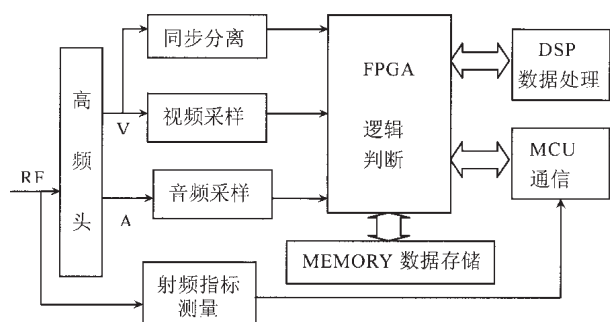 同步分离
FPGA
逻辑
判断
DSP
数据处理
高
频
头
V
视频采样
MCU
通信
RF
A
音频采样
MEMORY 数据存储
射频指标
测量